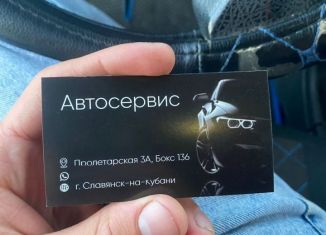 Автосервис
Пролетарская 3А, Бокс 136
г. Славянск-на-кубани